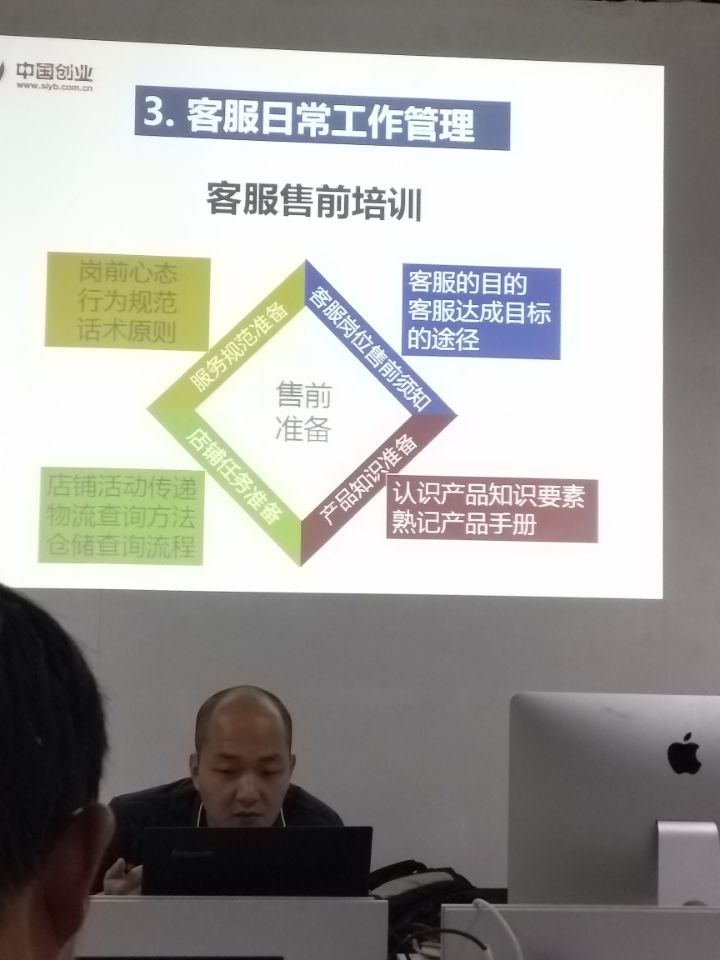 中国创业
www.siyb.com.cn
3. 客服日常工作管理
客服售前培训
岗前心态
行为规范
话术原则
服务规范准备
客服岗位售前须知
客服的目的
客服达成目标
的途径
售前
准备
店铺活动传递
物流查询方法
仓储查询流程
店铺任务准备
产品知识准备
认识产品知识要素
熟记产品手册